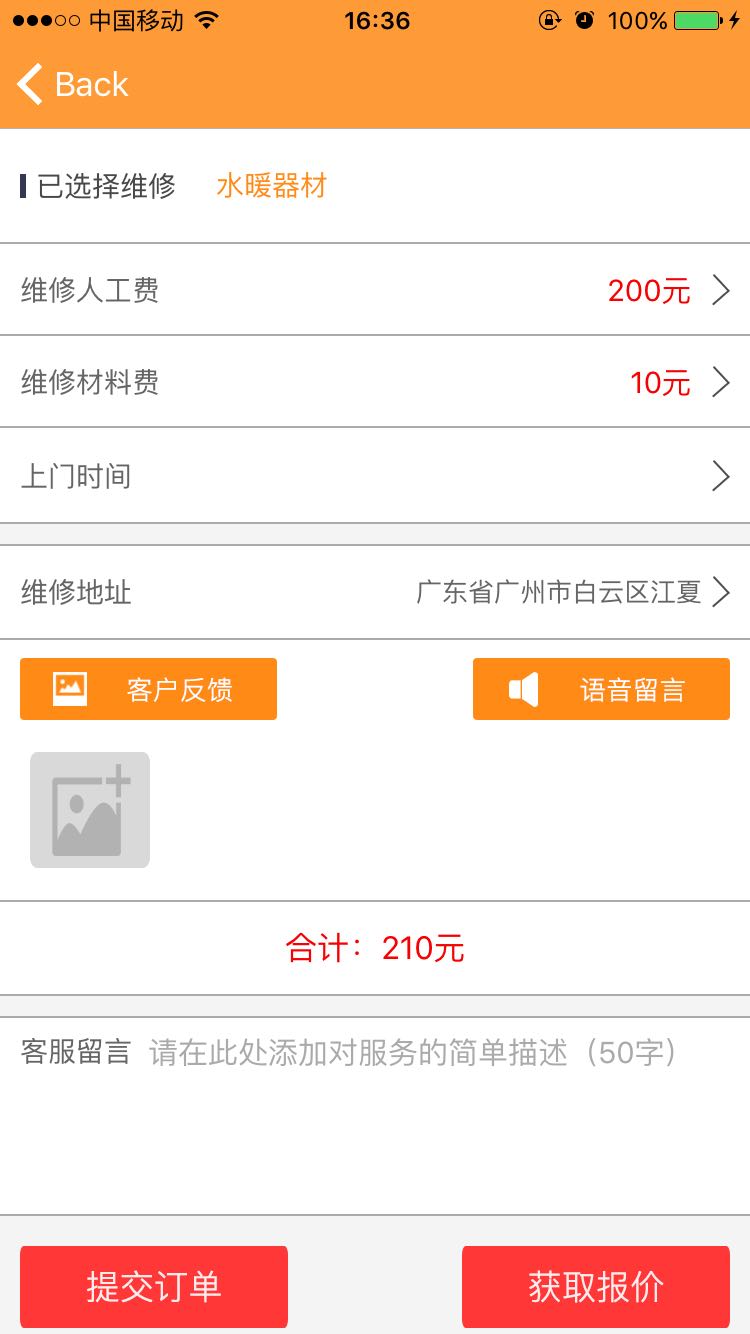 中国移动 16:36 100%
Back
已选择维修 水暖器材
维修人工费 200元
维修材料费 10元
上门时间
维修地址 广东省广州市白云区江夏
客户反馈 语音留言
合计：210元
客服留言 请在此处添加对服务的简单描述（50字）
提交订单 获取报价